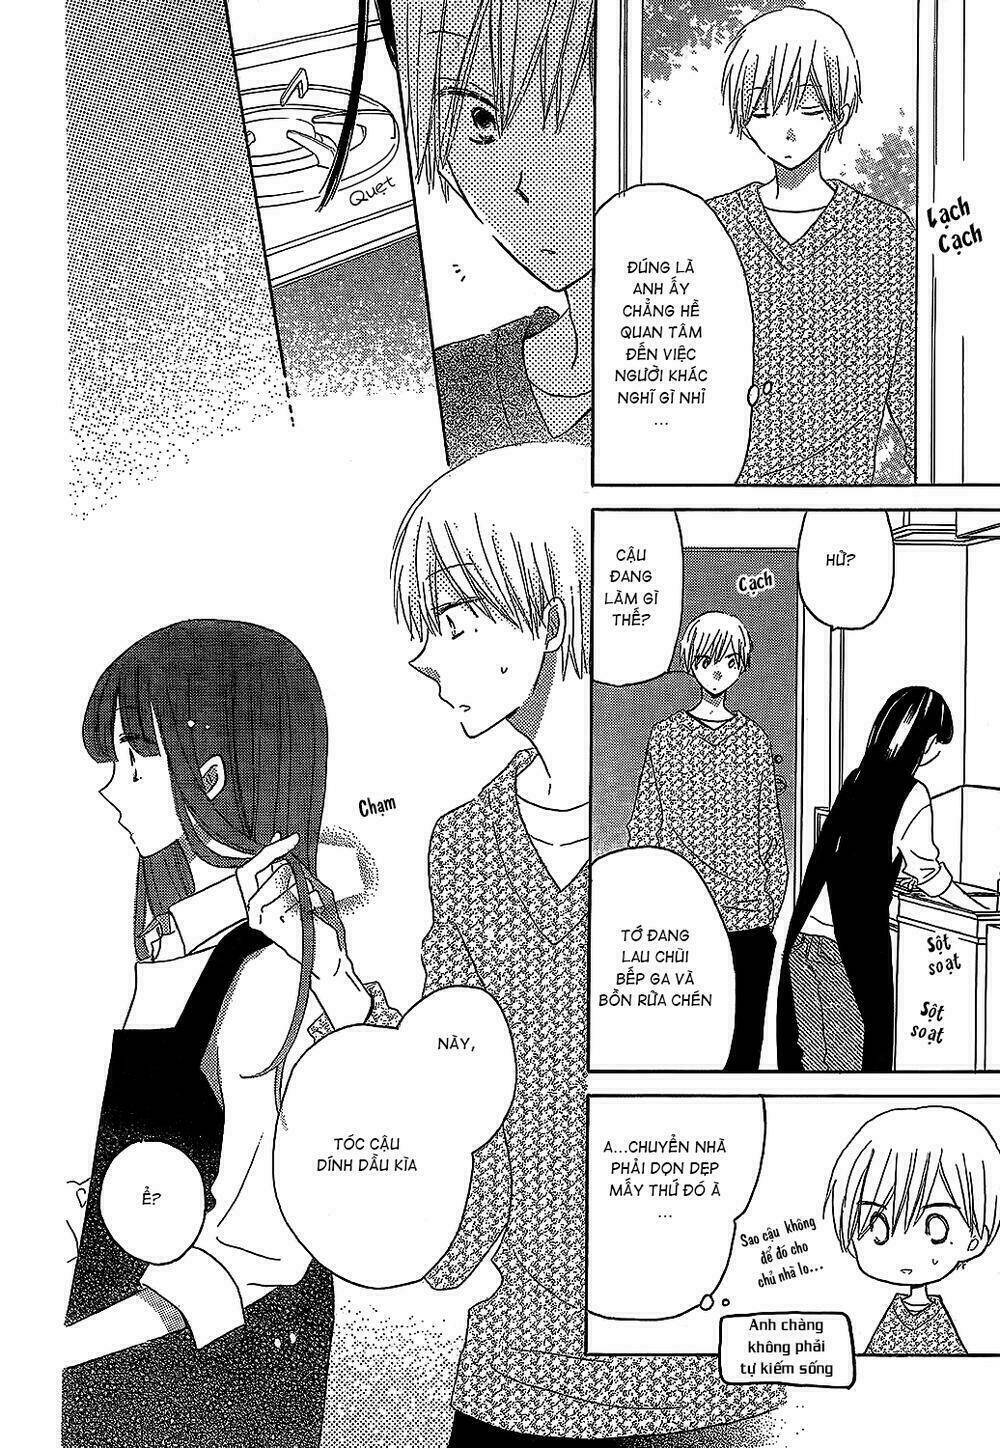 Lạch
Cạch
ĐÚNG LÀ
ANH ẤY
CHẲNG HỀ
QUAN TÂM
ĐẾN VIỆC
NGƯỜI KHÁC
NGHĨ GÌ NHỈ
...
HỬ?
Cạch
CẬU
ĐANG
LÀM GÌ
THẾ?
TỚ ĐANG
LAU CHÙI
BẾP GA VÀ
BỒN RỬA CHÉN
Sột
soạt
Sột
soạt
A...CHUYỂN NHÀ
PHẢI DỌN DẸP
MẤY THỨ ĐÓ À
...
Sao cậu không
để đó cho
chủ nhà lo...
Anh chàng
không phải
tự kiếm sống
Quẹt
Chạm
NÀY,
TÓC CẬU
DÍNH DẦU KÌA
Ể?